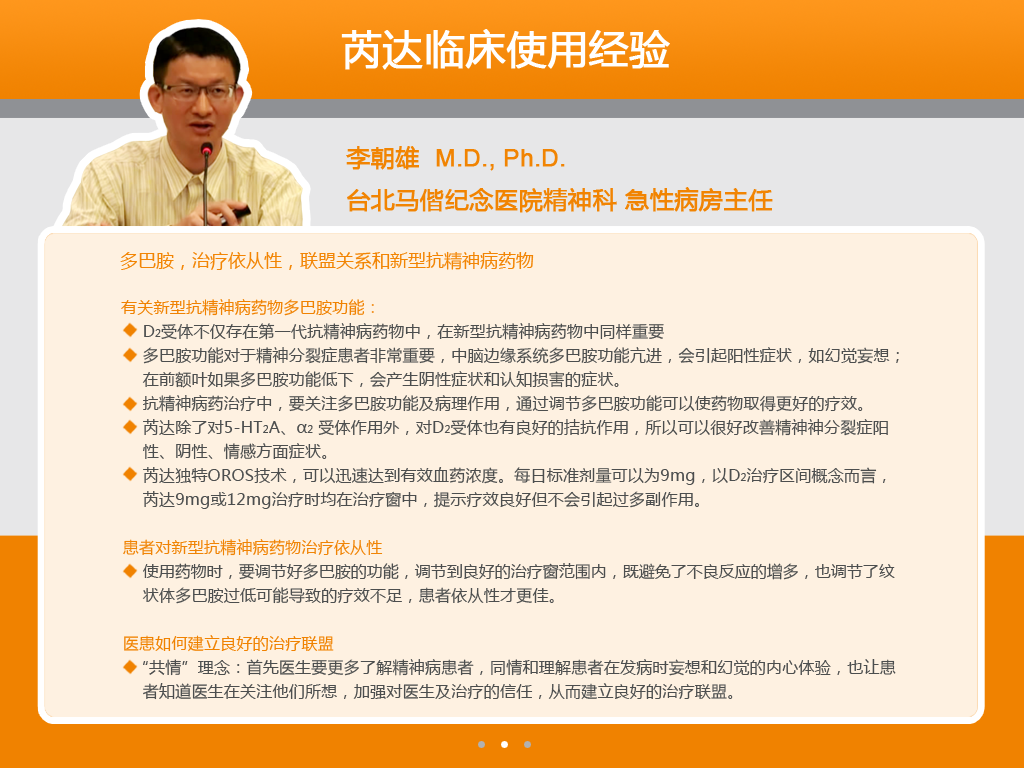 芮达临床使用经验
李朝雄 M.D., Ph.D.
台北马偕纪念医院精神科 急性病房主任
多巴胺，治疗依从性，联盟关系和新型抗精神病药物
有关新型抗精神病药物多巴胺功能：
◆ D₂受体不仅存在第一代抗精神病药物中，在新型抗精神病药物中同样重要
◆ 多巴胺功能对于精神分裂症患者非常重要，中脑边缘系统多巴胺功能亢进，会引起阳性症状，如幻觉妄想；
在前额叶如果多巴胺功能低下，会产生阴性症状和认知损害的症状。
◆ 抗精神病药治疗中，要关注多巴胺功能及病理作用，通过调节多巴胺功能可以使药物取得更好的疗效。
◆ 芮达除了对5-HT₂A、α₂ 受体作用外，对D₂受体也有良好的拮抗作用，所以可以很好改善精神神分裂症阳
性、阴性、情感方面症状。
◆ 芮达独特OROS技术，可以迅速达到有效血药浓度。每日标准剂量可以为9mg，以D₂治疗区间概念而言，
芮达9mg或12mg治疗时均在治疗窗中，提示疗效良好但不会引起过多副作用。
患者对新型抗精神病药物治疗依从性
◆ 使用药物时，要调节好多巴胺的功能，调节到良好的治疗窗范围内，既避免了不良反应的增多，也调节了纹
状体多巴胺过低可能导致的疗效不足，患者依从性才更佳。
医患如何建立良好的治疗联盟
◆ “共情”理念：首先医生要更多了解精神病患者，同情和理解患者在发病时妄想和幻觉的内心体验，也让患
者知道医生在关注他们所想，加强对医生及治疗的信任，从而建立良好的治疗联盟。